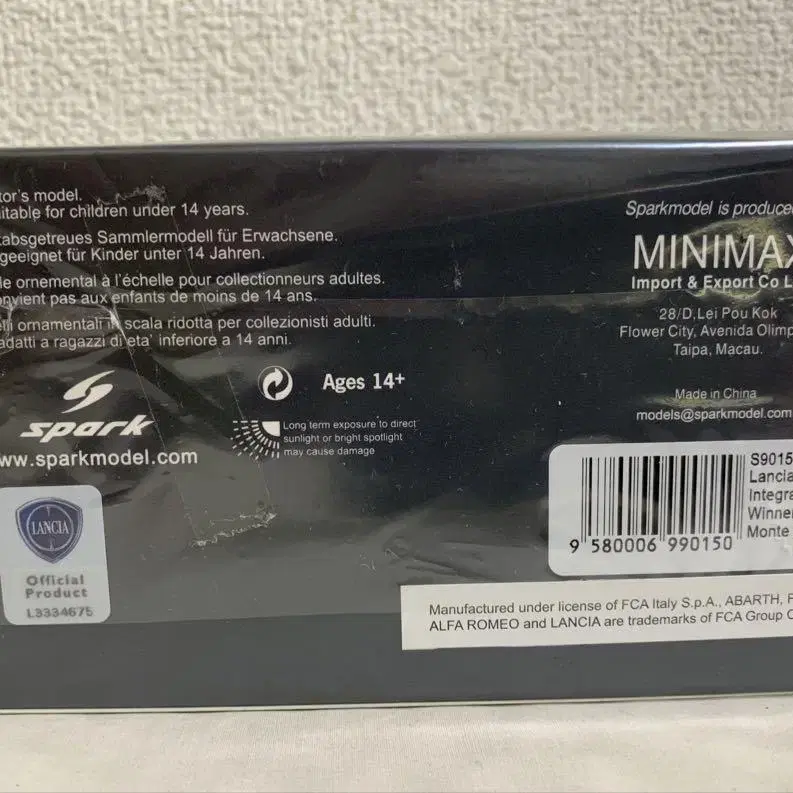 tor's model.
itable for children under 14 years.
tabsgetreues Sammlermodell für Erwachsene.
geeignet für Kinder unter 14 Jahren.
le ornemental à l'échelle pour collectionneurs adultes.
onvient pas aux enfants de moins de 14 ans.
elli ornamentali in scala ridotta per collezionisti adulti.
adatti a ragazzi di eta' inferiore a 14 anni.
spark
ww.sparkmodel.com
Ages 14+
Long term exposure to direct
sunlight or bright spotlight
may cause damage
LANCIA
Official
Product
L3334675
Sparkmodel is produce
MINIMAX
Import & Export Co L
28/D,Lei Pou Kok
Flower City, Avenida Olimp
Taipa, Macau.
Made in China
models@sparkmodel.com
S9015
Lancia
Integra
Winner
Monte
9 580006 990150
Manufactured under license of FCA Italy S.p.A., ABARTH, F
ALFA ROMEO and LANCIA are trademarks of FCA Group C